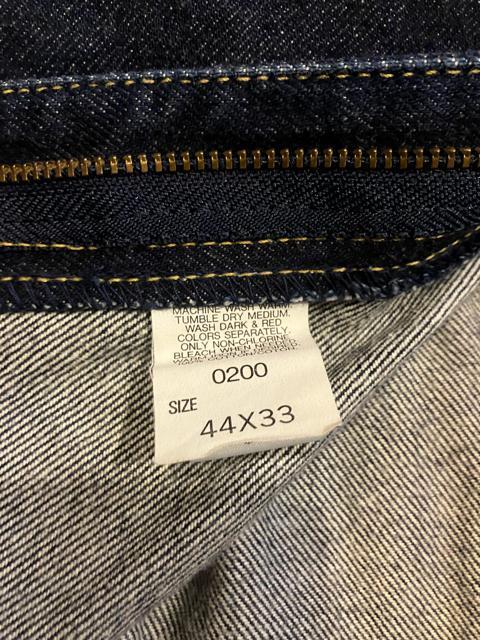 MACHINE WASH WARM.
TUMBLE DRY MEDIUM.
WASH DARK & RED
COLORS SEPARATELY.
ONLY NON-CHLORINE
BLEACH WHEN NEEDED.
0200
SIZE
44X33